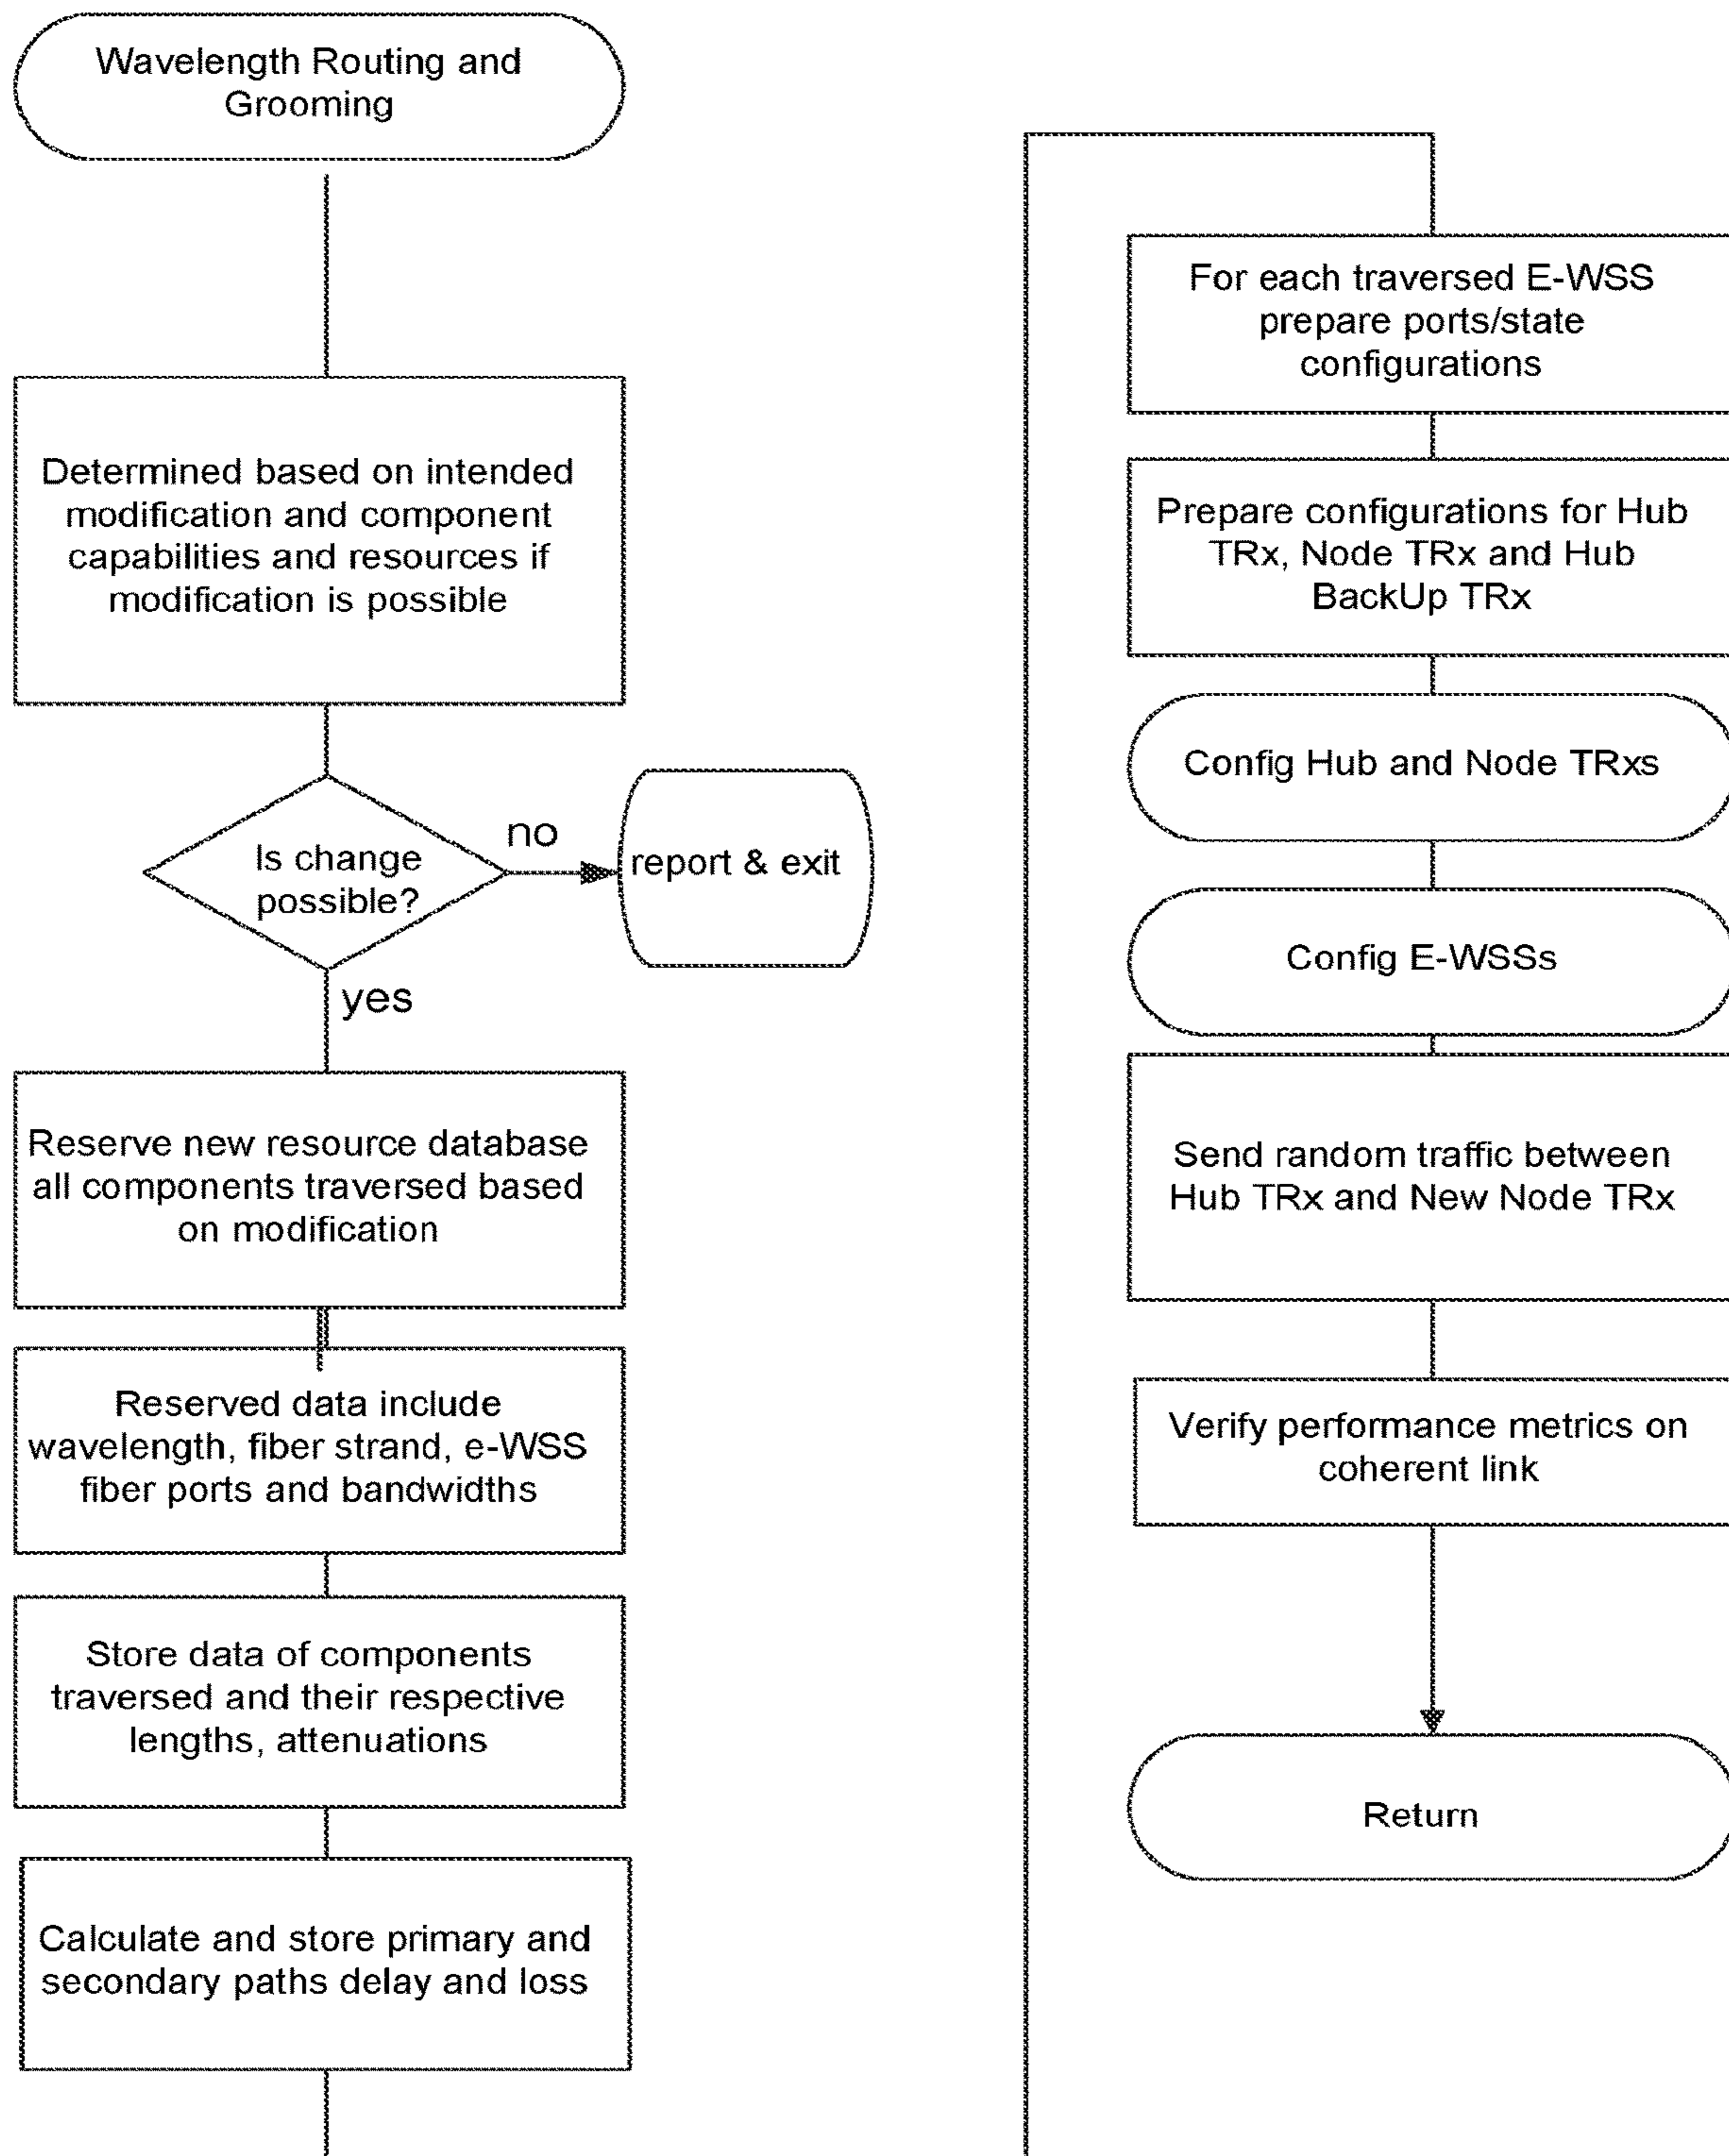 Wavelength Routing and
Grooming
Determined based on intended
modification and component
capabilities and resources if
modification is possible
Is change
possible?
no
report & exit
yes
Reserve new resource database
all components traversed based
on modification
Reserved data include
wavelength, fiber strand, e-WSS
fiber ports and bandwidths
Store data of components
traversed and their respective
lengths, attenuations
Calculate and store primary and
secondary paths delay and loss
For each traversed E-WSS
prepare ports/state
configurations
Prepare configurations for Hub
TRx, Node TRx and Hub
BackUp TRx
Config Hub and Node TRxs
Config E-WSSs
Send random traffic between
Hub TRx and New Node TRx
Verify performance metrics on
coherent link
Return